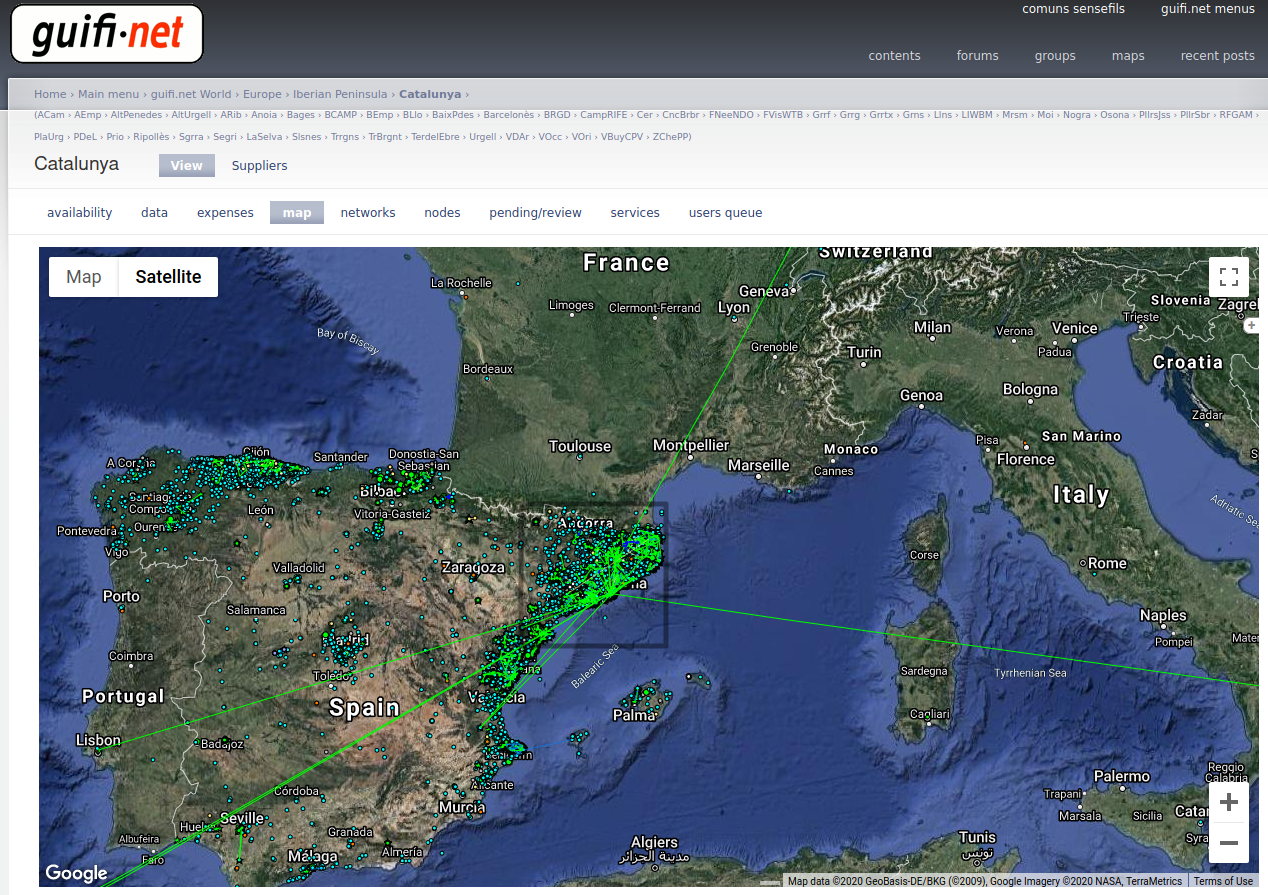 guifi·net
comuns sensefils guifi.net menus
contents forums groups maps recent posts
Home › Main menu › guifi.net World › Europe › Iberian Peninsula › Catalunya ›
(ACam › AEmp › AltPenedes › AltUrgell › ARib › Anoia › Bages › BCAMP › BEmp › BLlo › BaixPdes › Barcelonès › BRGD › CampRIFE › Cer › CncBrbr › FNeeNDO › FVisWTB › Grrf › Grrg › Grrtx › Grns › Llns › LlWBM › Mrsm › Moi › Nogra › Osona › PllrsJss › PllrSbr › RFGAM ›
PlaUrg › PDeL › Prio › Ripollès › Sgrra › Segri › LaSelva › Slsnes › Trrgns › TrBrgnt › TerdelEbre › Urgell › VDAr › VOcc › VOri › VBuyCPV › ZChePP)
Catalunya View Suppliers
availability data expenses map networks nodes pending/review services users queue
Map Satellite
France
Switzerland
La Rochelle
Geneva
Limoges
Clermont-Ferrand
Lyon
Slovenia
Zagre
Trieste
Bay of Biscay
Milan
Verona
Venice
Grenoble
Turin
Padua
Bordeaux
Croatia
Genoa
Bologna
Zadar
Toulouse
Montpellier
Monaco
Pisa
San Marino
Gijón
Santander
Donostia-San
Sebastian
A Coruña
Marseille
Cannes
Florence
Bilbao
Italy
Santiago
Compo
León
Vitoria-Gasteiz
Adriatic Sea
Pontevedra
Ourense
Andorra
Vigo
Corse
Rome
Valladolid
Zaragoza
na
Porto
Salamanca
Naples
Pompei
Mater
Madrid
Coimbra
Toledo
Balearic Sea
Sardegna
Tyrrhenian Sea
Portugal
Spain
Valencia
Palma
Cagliari
Lisbon
Badajoz
Reggio
Calabria
Palermo
Trapani
Córdoba
Alicante
Murcia
Marsala
Sicilia
Catan
Seville
Huelva
Albufeira
Granada
Syra
Algiers
مدينة الجزائر
Tunis
تونس
Faro
Málaga
Almería
Google
Map data ©2020 GeoBasis-DE/BKG (©2009), Google Imagery ©2020 NASA, TerraMetrics Terms of Use